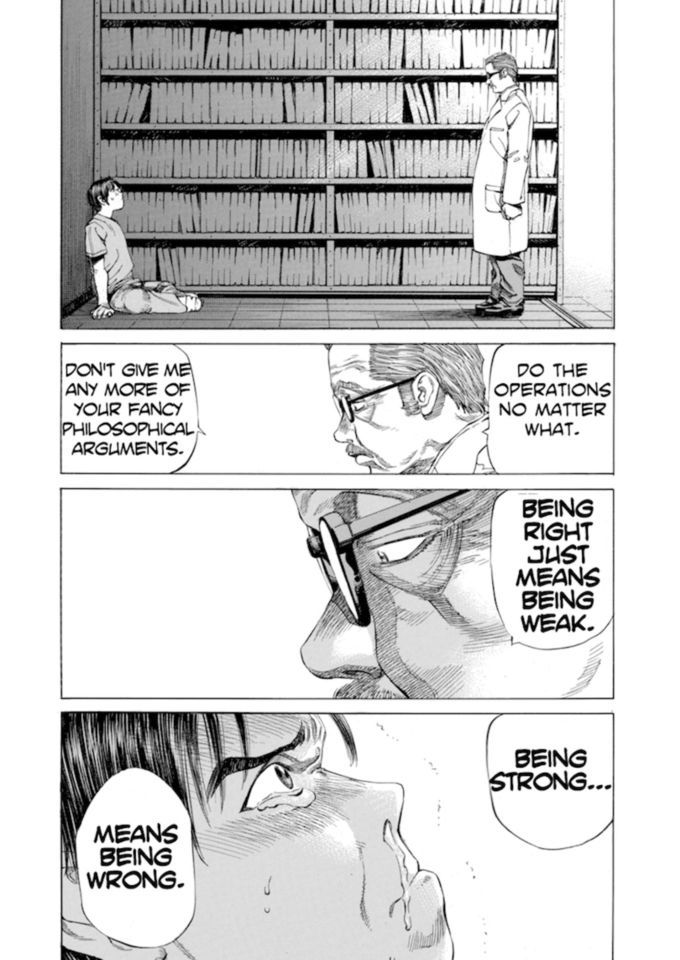 DO THE
OPERATIONS
NO MATTER
WHAT.
DON'T GIVE ME
ANY MORE OF
YOUR FANCY
PHILOSOPHICAL
ARGUMENTS.
BEING
RIGHT
JUST
MEANS
BEING
WEAK.
BEING
STRONG...
MEANS
BEING
WRONG.